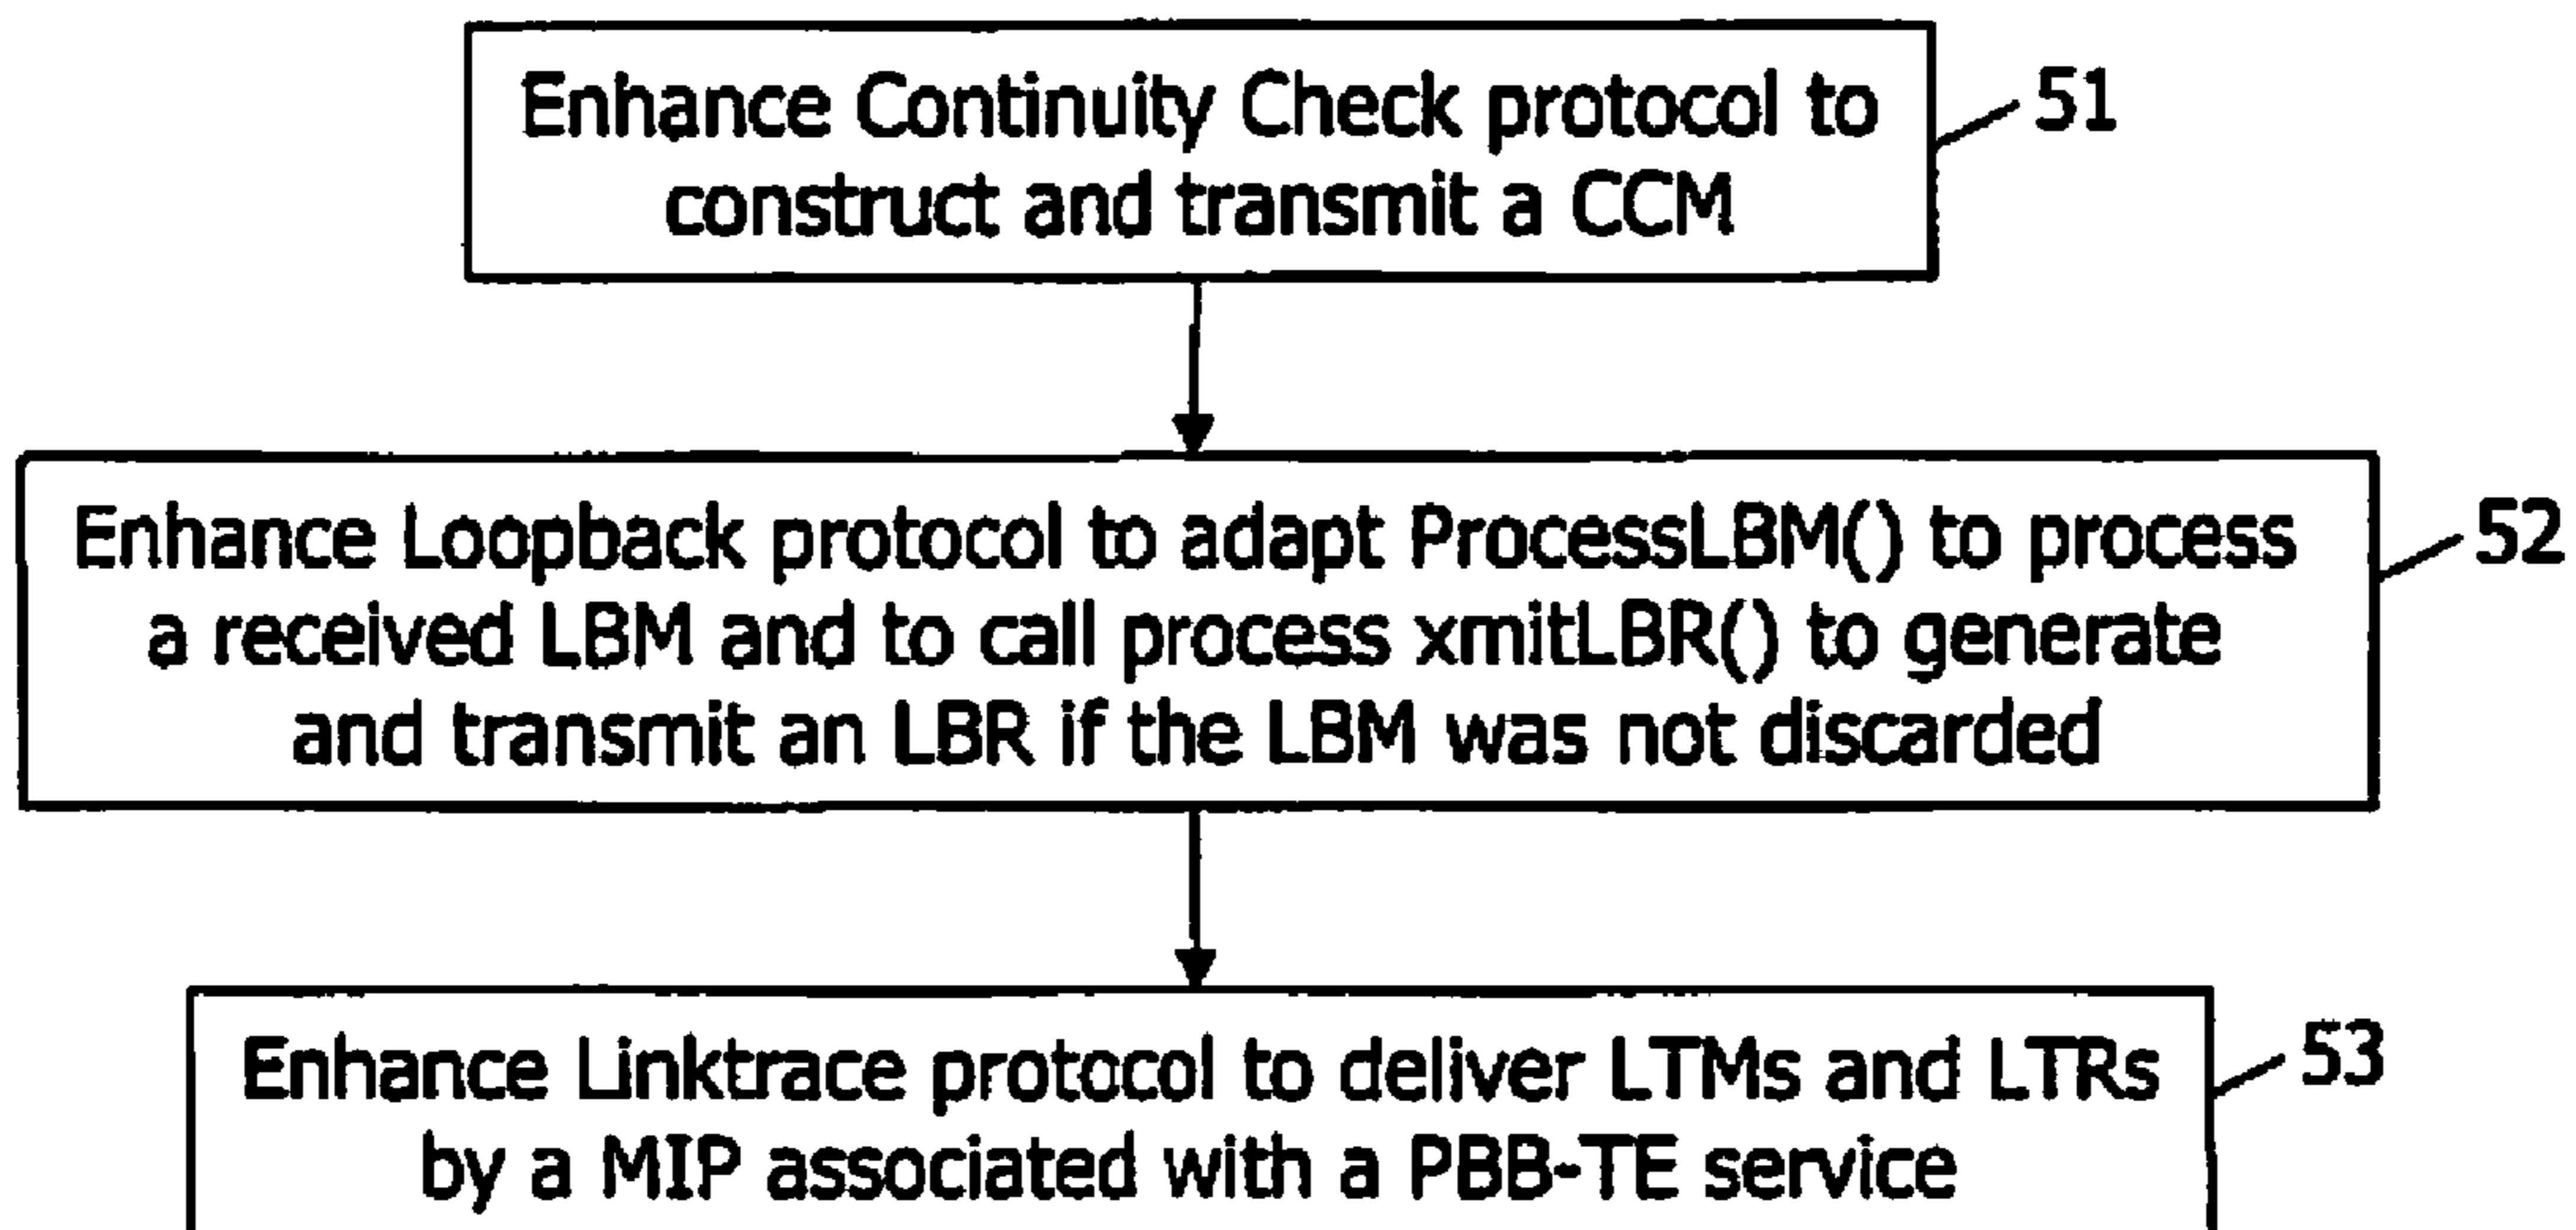 Enhance Continuity Check protocol to
construct and transmit a CCM
51
Enhance Loopback protocol to adapt ProcessLBM() to process
a received LBM and to call process xmitLBR() to generate
and transmit an LBR if the LBM was not discarded
52
Enhance Linktrace protocol to deliver LTMs and LTRs
by a MIP associated with a PBB-TE service
53